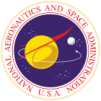 NATIONAL AERONAUTICS AND SPACE ADMINISTRATION
U.S.A.